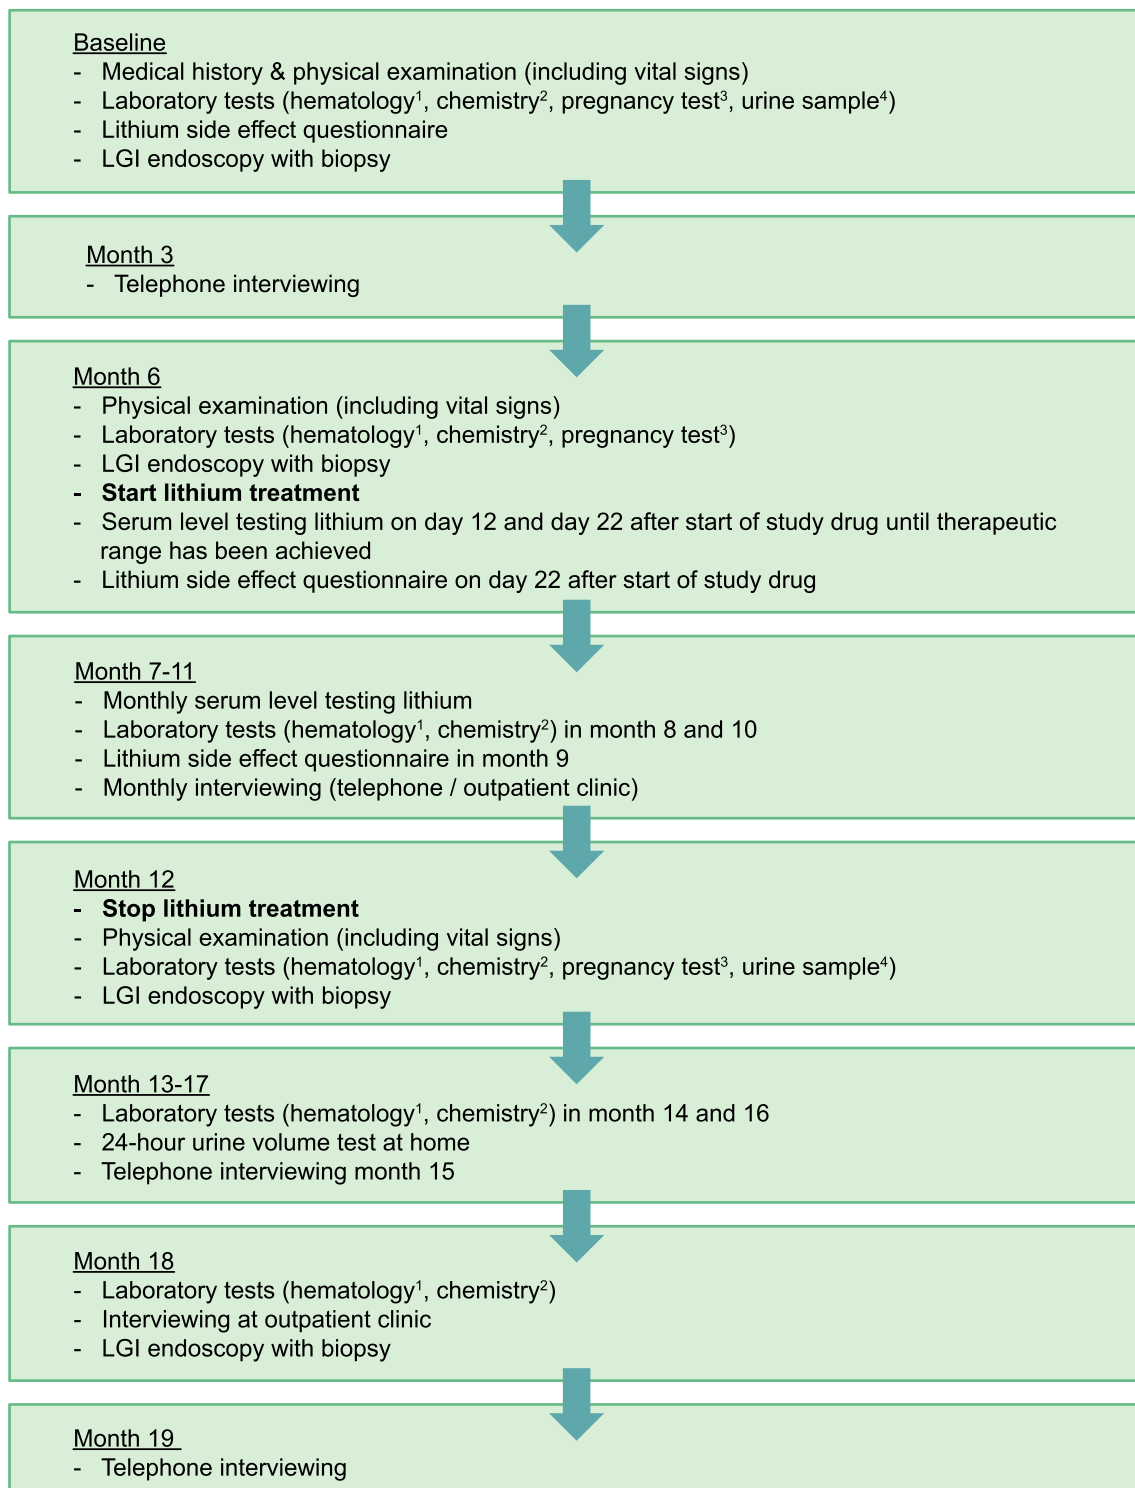 Baseline
- Medical history & physical examination (including vital signs)
- Laboratory tests (hematology¹, chemistry², pregnancy test³, urine sample⁴)
- Lithium side effect questionnaire
- LGI endoscopy with biopsy
Month 3
- Telephone interviewing
Month 6
- Physical examination (including vital signs)
- Laboratory tests (hematology¹, chemistry², pregnancy test³)
- LGI endoscopy with biopsy
- Start lithium treatment
- Serum level testing lithium on day 12 and day 22 after start of study drug until therapeutic
range has been achieved
- Lithium side effect questionnaire on day 22 after start of study drug
Month 7-11
- Monthly serum level testing lithium
- Laboratory tests (hematology¹, chemistry²) in month 8 and 10
- Lithium side effect questionnaire in month 9
- Monthly interviewing (telephone / outpatient clinic)
Month 12
- Stop lithium treatment
- Physical examination (including vital signs)
- Laboratory tests (hematology¹, chemistry², pregnancy test³, urine sample⁴)
- LGI endoscopy with biopsy
Month 13-17
- Laboratory tests (hematology¹, chemistry²) in month 14 and 16
- 24-hour urine volume test at home
- Telephone interviewing month 15
Month 18
- Laboratory tests (hematology¹, chemistry²)
- Interviewing at outpatient clinic
- LGI endoscopy with biopsy
Month 19
- Telephone interviewing